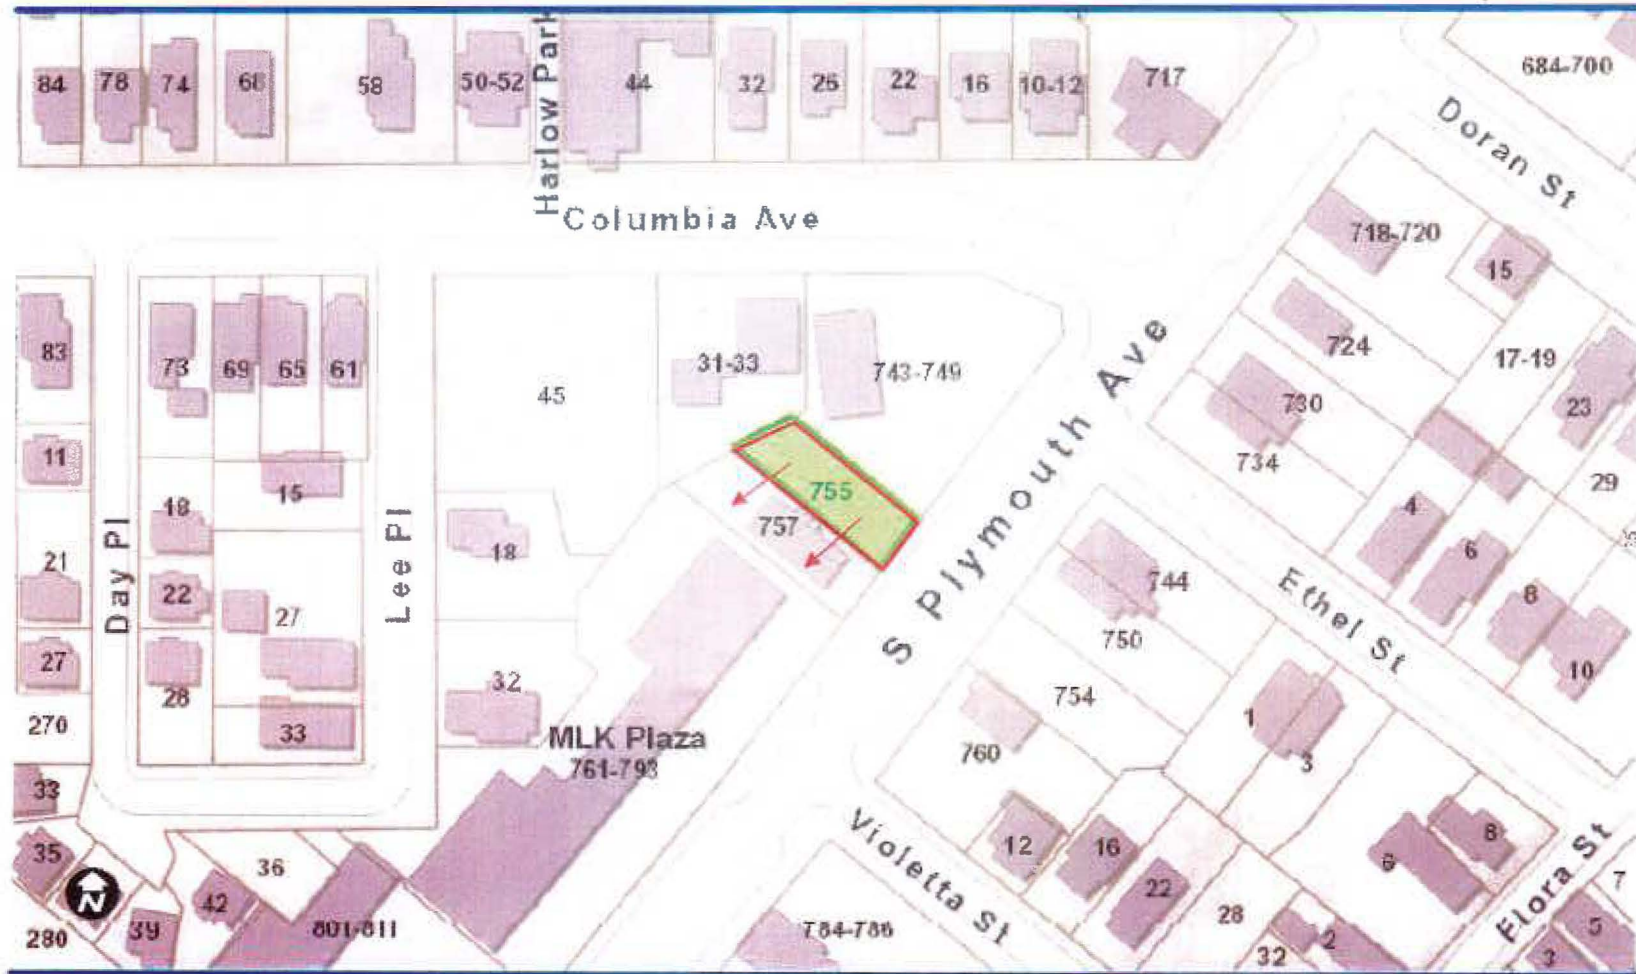 84 78 74 68 58 50-52 44 32 26 22 16 10-12 717 684-700
Harlow Park
Columbia Ave
Doran St
718-720 15
83 73 69 65 61 45 31-33 743-749 724 17-19
730 23
11 15 18 755 757 734 29
S Plymouth Ave
Day Pl
Lee Pl
21 22 27 18 744 4 6
Ethel St
27 28 32 750 8 10
270 33 754 1 3
MLK Plaza
761-793
760
33 35 36 12 16 22 6 8
Violetta St
Flora St
N
280 39 42 801-811 784-786 28 32 2 7 5 3